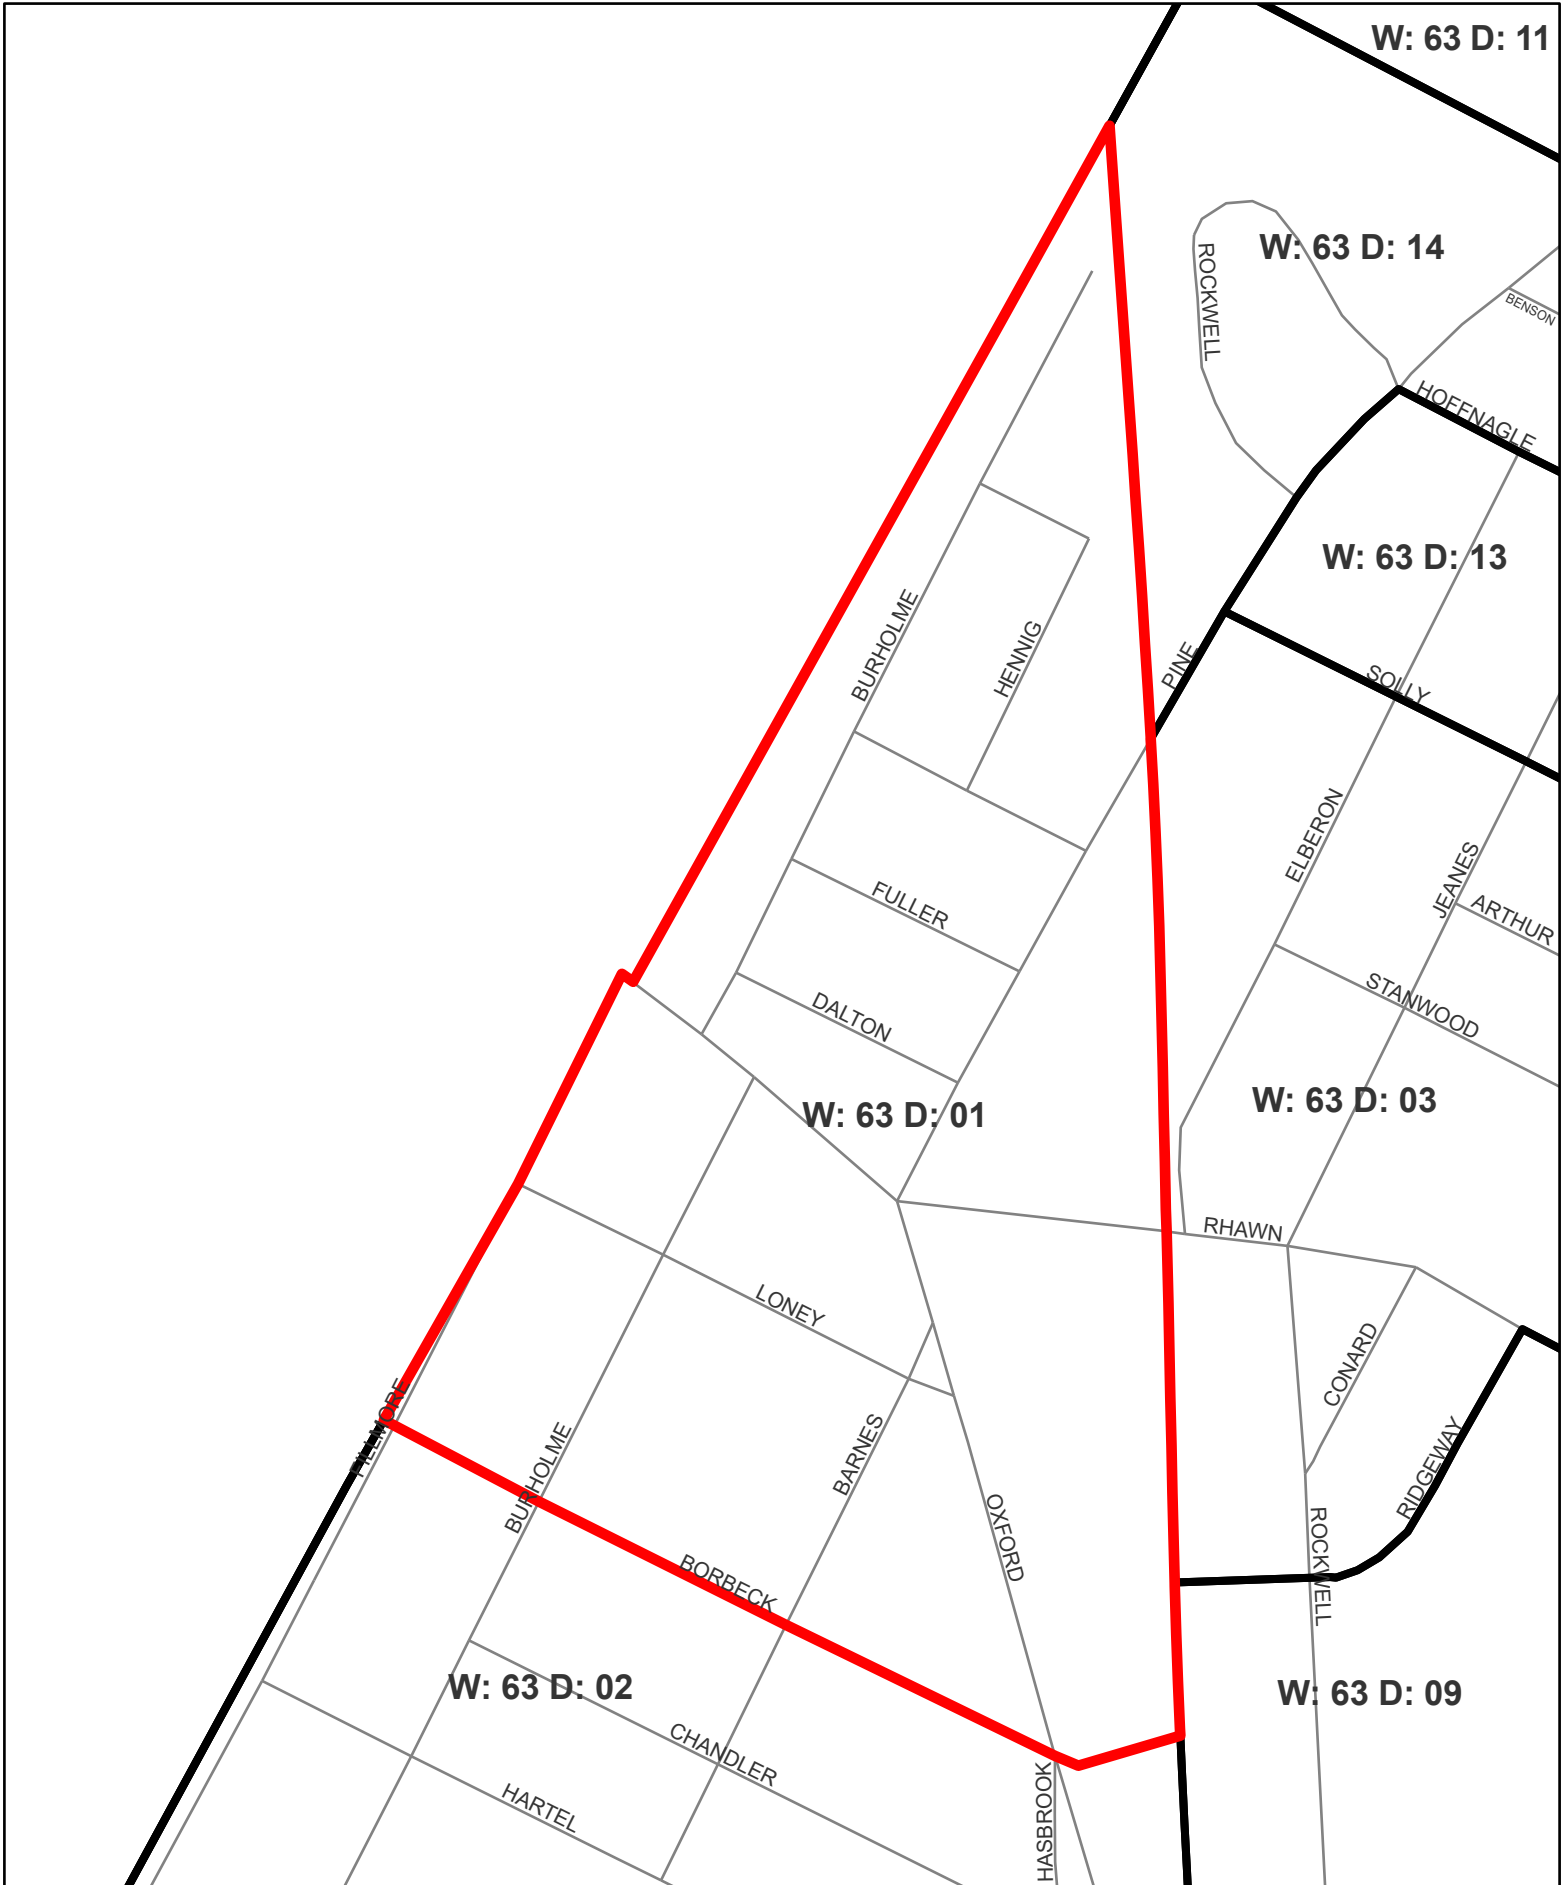 W: 63 D: 11
W: 63 D: 14
ROCKWELL
BENSON
HOFFNAGLE
W: 63 D: 13
BURHOLME
HENNIG
PINE
SOLLY
ELBERON
JEANES
ARTHUR
FULLER
STANWOOD
DALTON
W: 63 D: 03
W: 63 D: 01
RHAWN
LONEY
CONARD
FILLMORE
BARNES
BURHOLME
RIDGEWAY
OXFORD
ROCKWELL
BORBECK
W: 63 D: 02
W: 63 D: 09
CHANDLER
HARTEL
HASBROOK